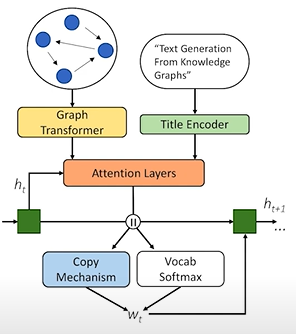 "Text Generation
From Knowledge
Graphs"
Graph
Transformer
Title Encoder
Attention Layers
h_t
h_{t+1}
...
Copy
Mechanism
Vocab
Softmax
w_t